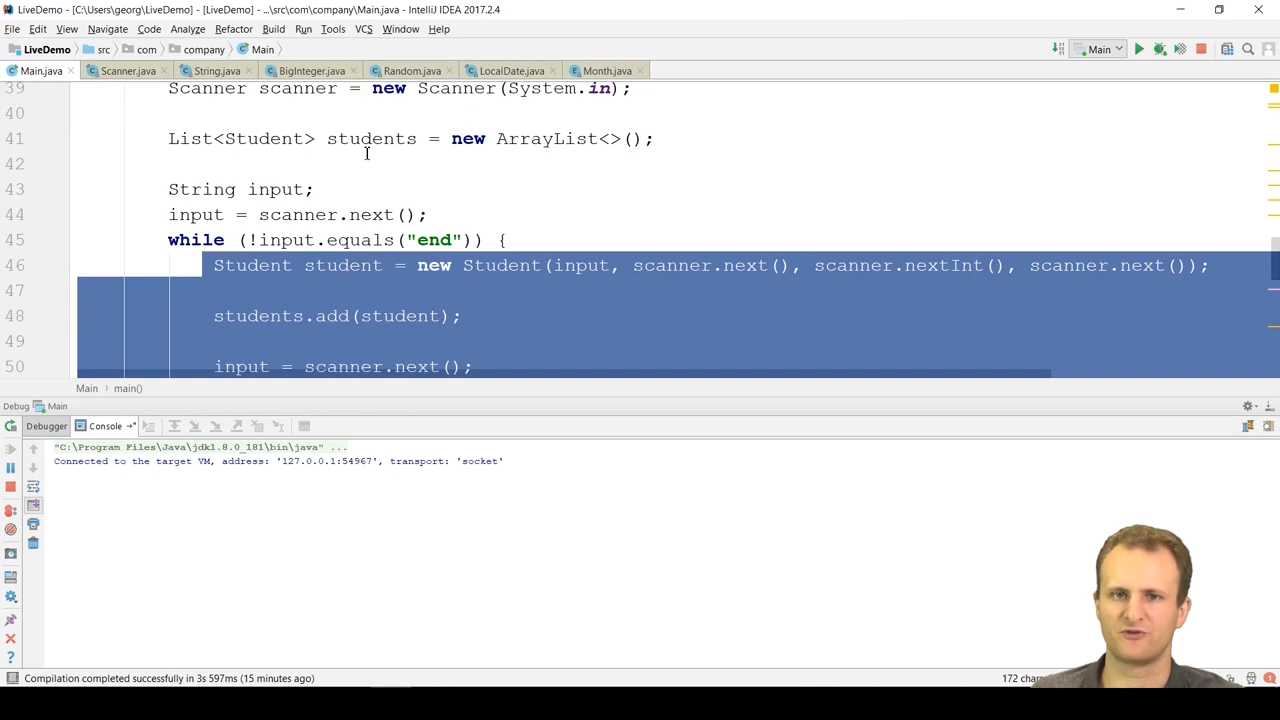 LiveDemo - [C:\Users\georg\LiveDemo] - [LiveDemo] - ...\src\com\company\Main.java - IntelliJ IDEA 2017.2.4
File Edit View Navigate Code Analyze Refactor Build Run Tools VCS Window Help
LiveDemo src com company Main Main
Main.java Scanner.java String.java BigInteger.java Random.java LocalDate.java Month.java
39 Scanner scanner = new Scanner(System.in);
40
41 List<Student> students = new ArrayList<>();
42
43 String input;
44 input = scanner.next();
45 while (!input.equals("end")) {
46 Student student = new Student(input, scanner.next(), scanner.nextInt(), scanner.next());
47
48 students.add(student);
49
50 input = scanner.next();
Main main()
Debug Main
Debugger Console
"C:\Program Files\Java\jdk1.8.0_181\bin\java" ...
Connected to the target VM, address: '127.0.0.1:54967', transport: 'socket'
Compilation completed successfully in 3s 597ms (15 minutes ago) 172